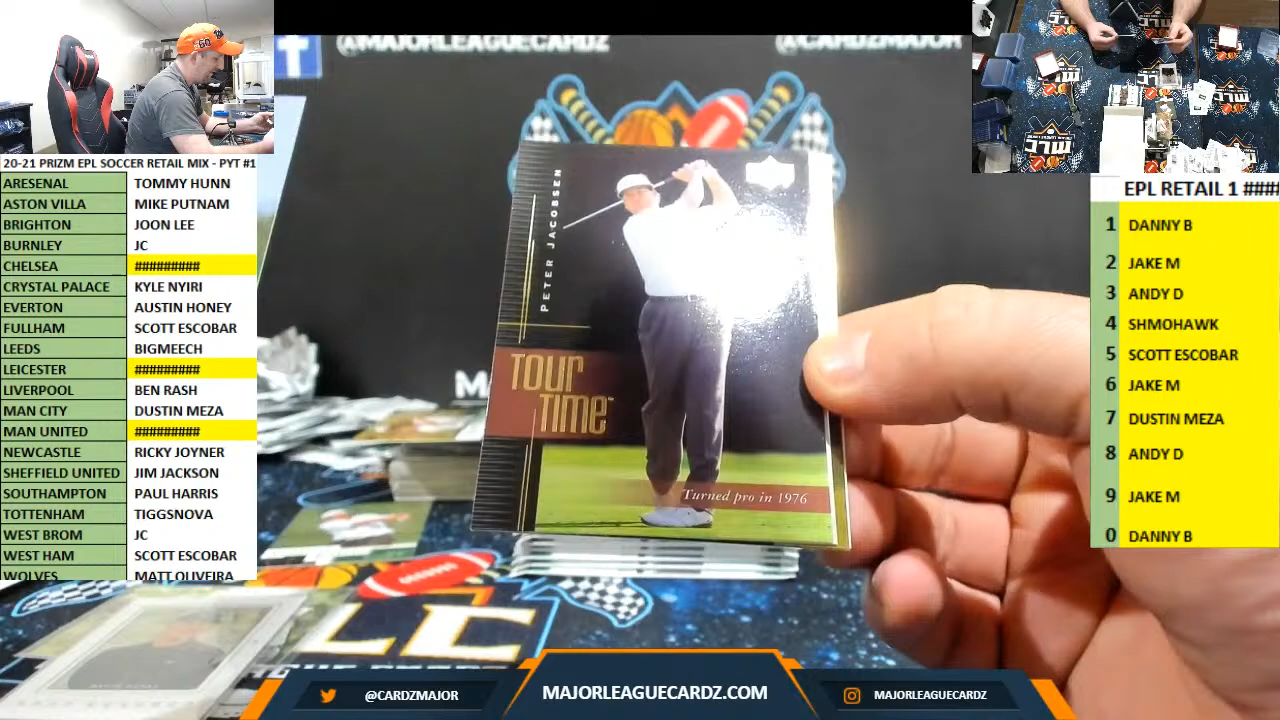 @MAJORLEAGUECARDZ
@CARDZMAJOR
20-21 PRIZM EPL SOCCER RETAIL MIX - PYT #1
ARESENAL TOMMY HUNN
ASTON VILLA MIKE PUTNAM
BRIGHTON JOON LEE
BURNLEY JC
CHELSEA #########
CRYSTAL PALACE KYLE NYIRI
EVERTON AUSTIN HONEY
FULLHAM SCOTT ESCOBAR
LEEDS BIGMEECH
LEICESTER #########
LIVERPOOL BEN RASH
MAN CITY DUSTIN MEZA
MAN UNITED #########
NEWCASTLE RICKY JOYNER
SHEFFIELD UNITED JIM JACKSON
SOUTHAMPTON PAUL HARRIS
TOTTENHAM TIGGSNOVA
WEST BROM JC
WEST HAM SCOTT ESCOBAR
WOLVES MATT OLIVEIRA
PETER JACOBSEN
TOUR
TIME™
Turned pro in 1976
EPL RETAIL 1 ####
1 DANNY B
2 JAKE M
3 ANDY D
4 SHMOHAWK
5 SCOTT ESCOBAR
6 JAKE M
7 DUSTIN MEZA
8 ANDY D
9 JAKE M
0 DANNY B
@CARDZMAJOR
MAJORLEAGUECARDZ.COM
MAJORLEAGUECARDZ